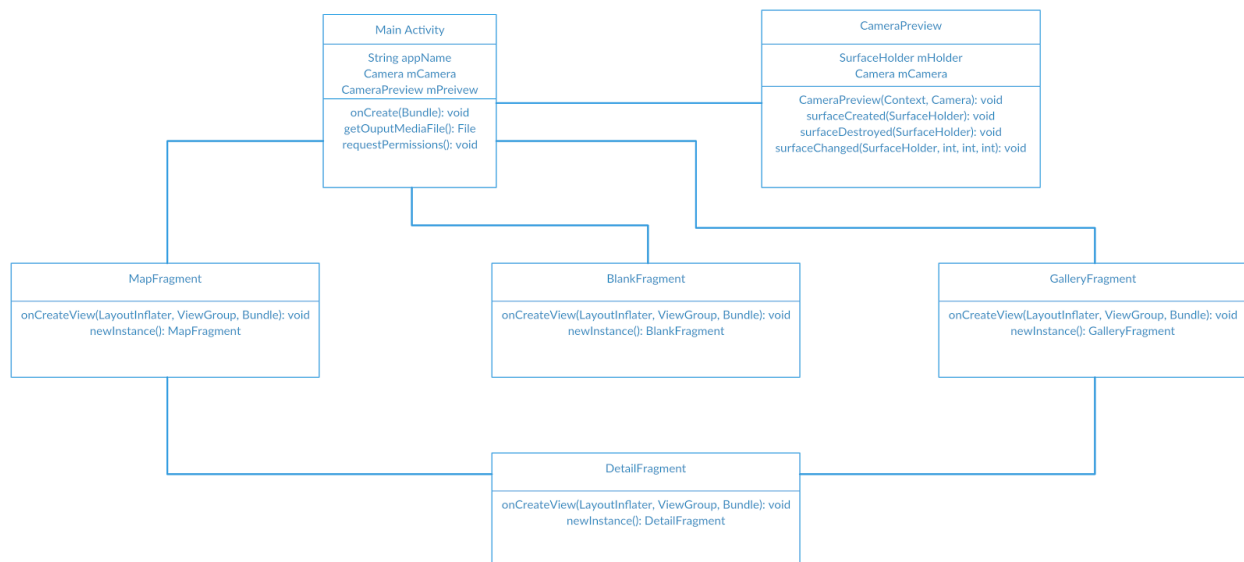 Main Activity
String appName
Camera mCamera
CameraPreview mPreivew
onCreate(Bundle): void
getOuputMediaFile(): File
requestPermissions(): void
CameraPreview
SurfaceHolder mHolder
Camera mCamera
CameraPreview(Context, Camera): void
surfaceCreated(SurfaceHolder): void
surfaceDestroyed(SurfaceHolder): void
surfaceChanged(SurfaceHolder, int, int, int): void
MapFragment
onCreateView(LayoutInflater, ViewGroup, Bundle): void
newInstance(): MapFragment
BlankFragment
onCreateView(LayoutInflater, ViewGroup, Bundle): void
newInstance(): BlankFragment
GalleryFragment
onCreateView(LayoutInflater, ViewGroup, Bundle): void
newInstance(): GalleryFragment
DetailFragment
onCreateView(LayoutInflater, ViewGroup, Bundle): void
newInstance(): DetailFragment